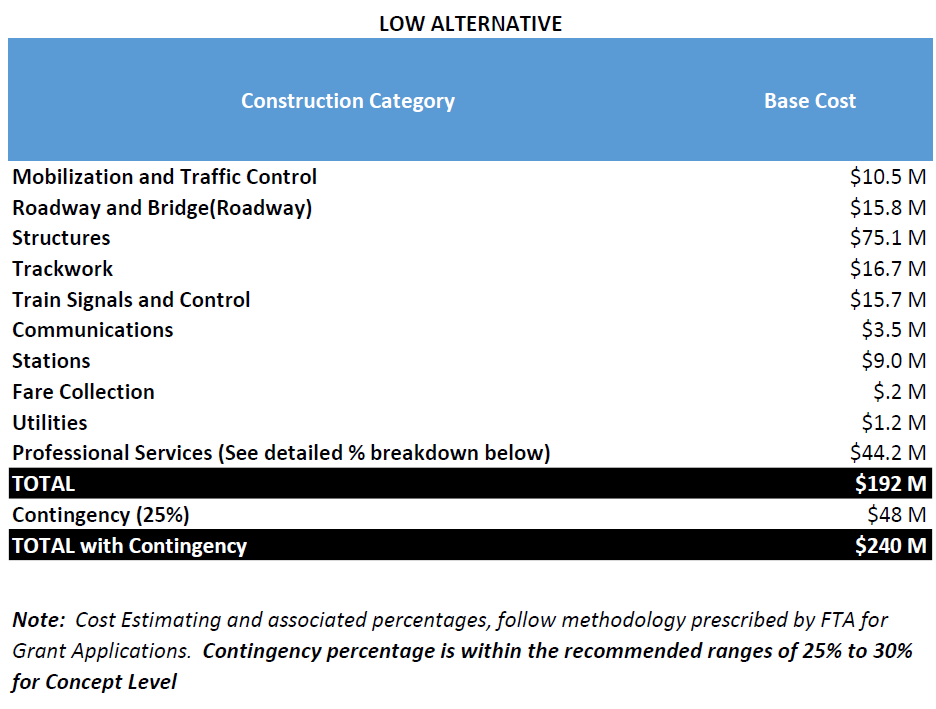 LOW ALTERNATIVE
Construction Category Base Cost
Mobilization and Traffic Control $10.5 M
Roadway and Bridge(Roadway) $15.8 M
Structures $75.1 M
Trackwork $16.7 M
Train Signals and Control $15.7 M
Communications $3.5 M
Stations $9.0 M
Fare Collection $.2 M
Utilities $1.2 M
Professional Services (See detailed % breakdown below) $44.2 M
TOTAL $192 M
Contingency (25%) $48 M
TOTAL with Contingency $240 M
Note: Cost Estimating and associated percentages, follow methodology prescribed by FTA for
Grant Applications. Contingency percentage is within the recommended ranges of 25% to 30%
for Concept Level